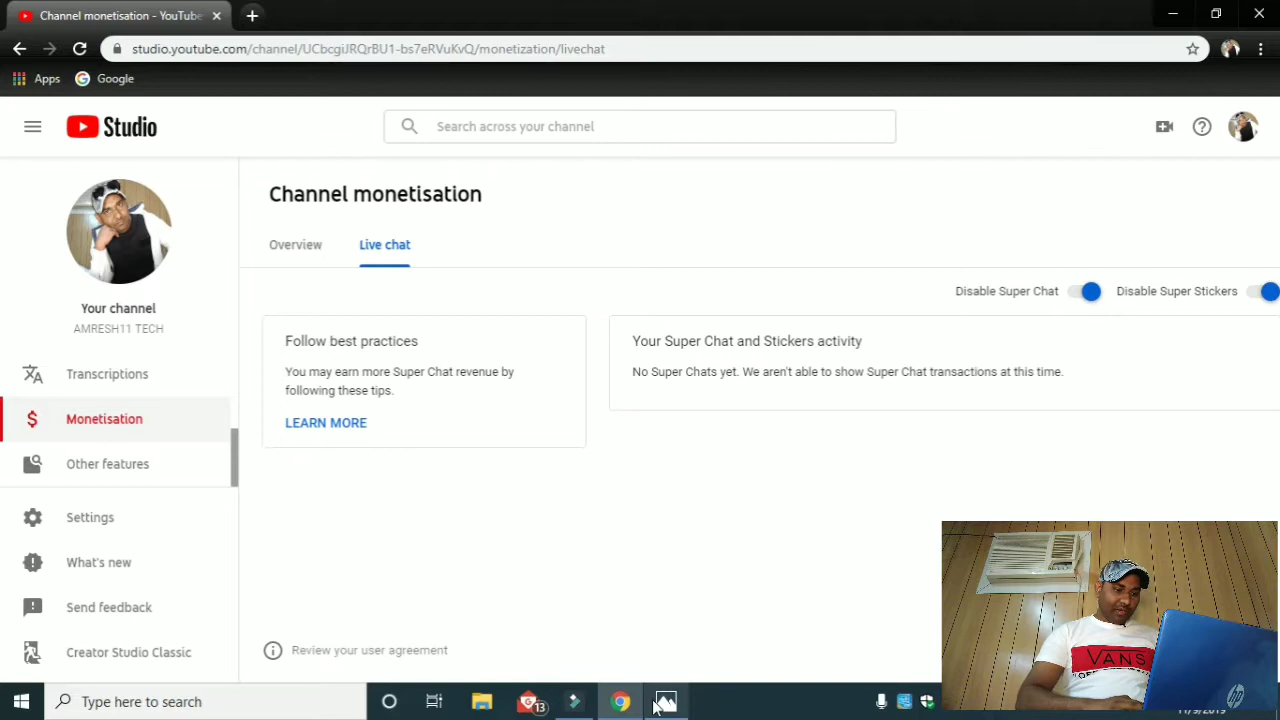 Channel monetisation - YouTube
studio.youtube.com/channel/UCbcgiJRQrBU1-bs7eRVuKvQ/monetization/livechat
Apps Google
Studio
Search across your channel
Your channel
AMRESH11 TECH
Transcriptions
Monetisation
Other features
Settings
What's new
Send feedback
Creator Studio Classic
Channel monetisation
Overview Live chat
Disable Super Chat Disable Super Stickers
Follow best practices
You may earn more Super Chat revenue by
following these tips.
LEARN MORE
Your Super Chat and Stickers activity
No Super Chats yet. We aren't able to show Super Chat transactions at this time.
Review your user agreement
VANS
hp
Type here to search
13